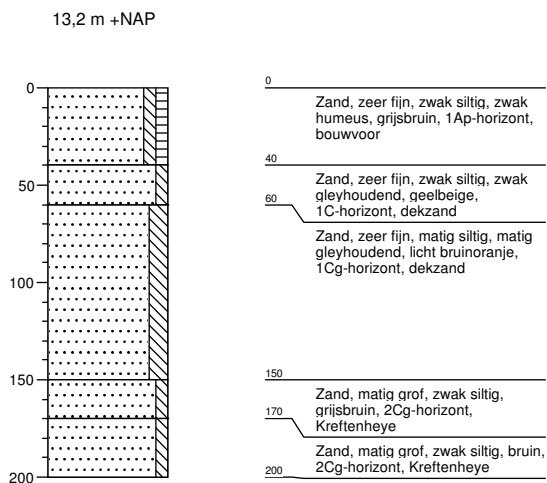 13,2 m +NAP
0
50
100
150
200
0
Zand, zeer fijn, zwak siltig, zwak
humeus, grijsbruin, 1Ap-horizont,
bouwvoor
40
Zand, zeer fijn, zwak siltig, zwak
gleyhoudend, geelbeige,
1C-horizont, dekzand
60
Zand, zeer fijn, matig siltig, matig
gleyhoudend, licht bruinoranje,
1Cg-horizont, dekzand
150
Zand, matig grof, zwak siltig,
grijsbruin, 2Cg-horizont,
Kreftenheye
170
Zand, matig grof, zwak siltig, bruin,
2Cg-horizont, Kreftenheye
200